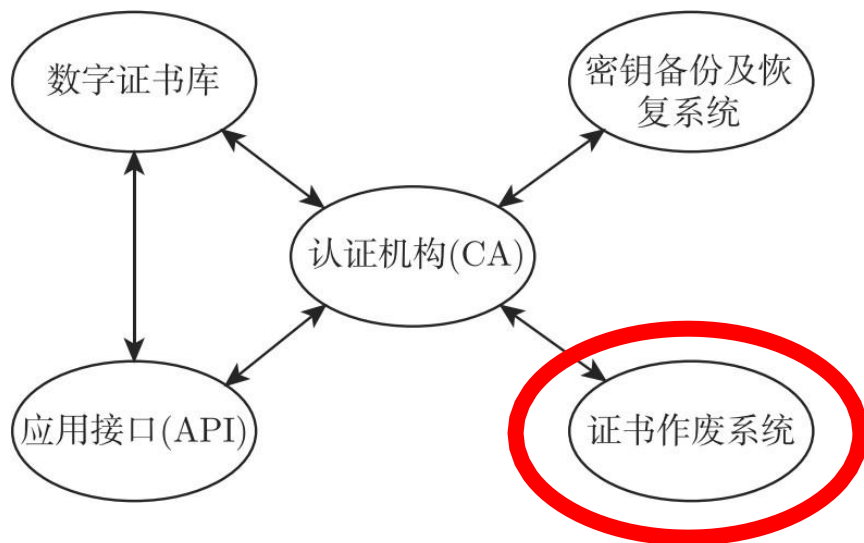 数字证书库
密钥备份及恢
复系统
认证机构(CA)
应用接口(API)
证书作废系统